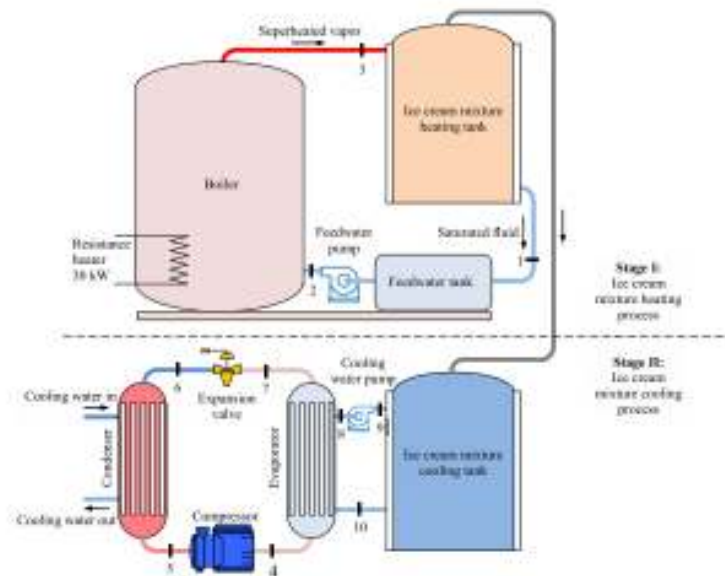 Superheated vapor
3
Ice cream mixture
heating tank
Boiler
Resistance
heater
30 kW
Feedwater
pump
Saturated fluid
1
2
Feedwater tank
Stage I:
Ice cream
mixture heating
process
Stage II:
Ice cream
mixture cooling
process
6
7
Expansion
valve
Cooling
water pump
8
9
Cooling water in
Condenser
Evaporator
Ice cream mixture
cooling tank
Cooling water out
Compressor
10
5
4